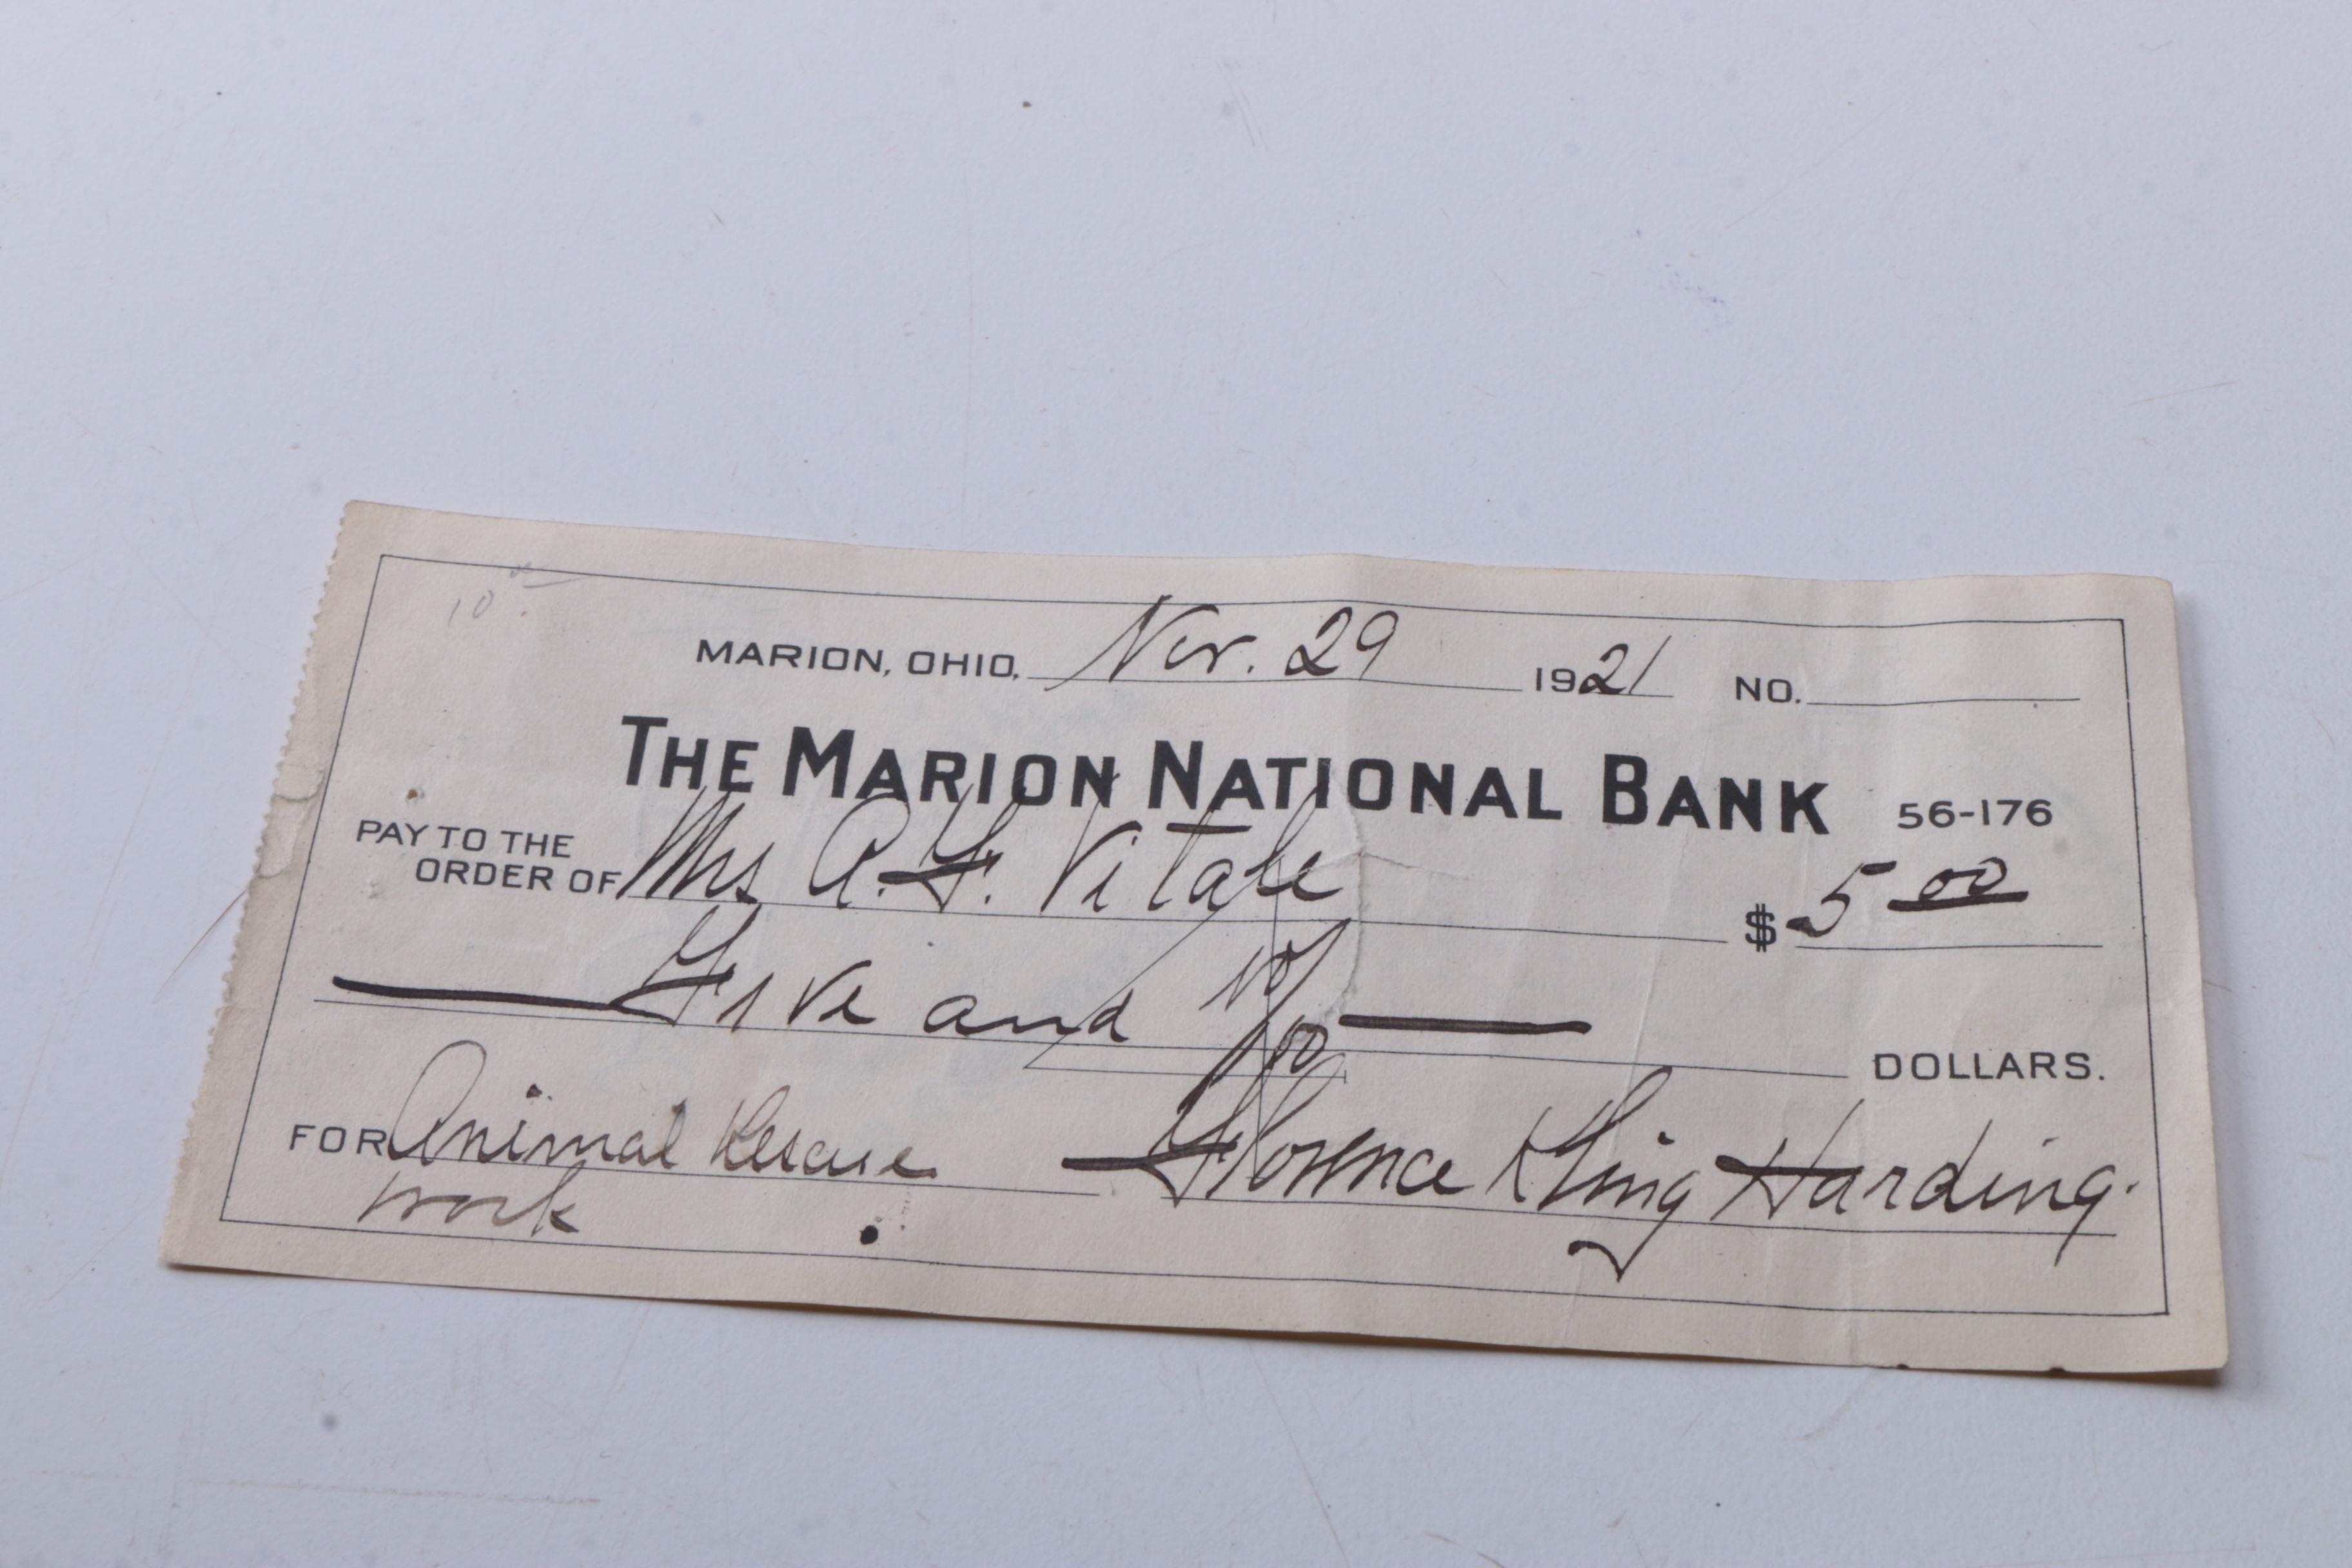 10 00
MARION, OHIO, Nov. 29 1921 NO.
THE MARION NATIONAL BANK 56-176
PAY TO THE
ORDER OF Mrs A. F. Vitale $ 5 00
Five and no/00 DOLLARS.
FOR Animal Rescue Florence Kling Harding.
work